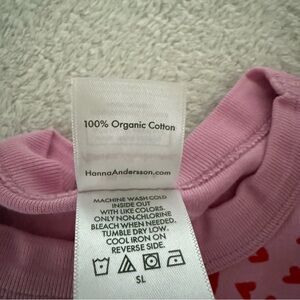 100% Organic Cotton
HannaAndersson.com
MACHINE WASH COLD
INSIDE OUT
WITH LIKE COLORS.
ONLY NON-CHLORINE
BLEACH WHEN NEEDED.
TUMBLE DRY LOW.
COOL IRON ON
REVERSE SIDE.
SL